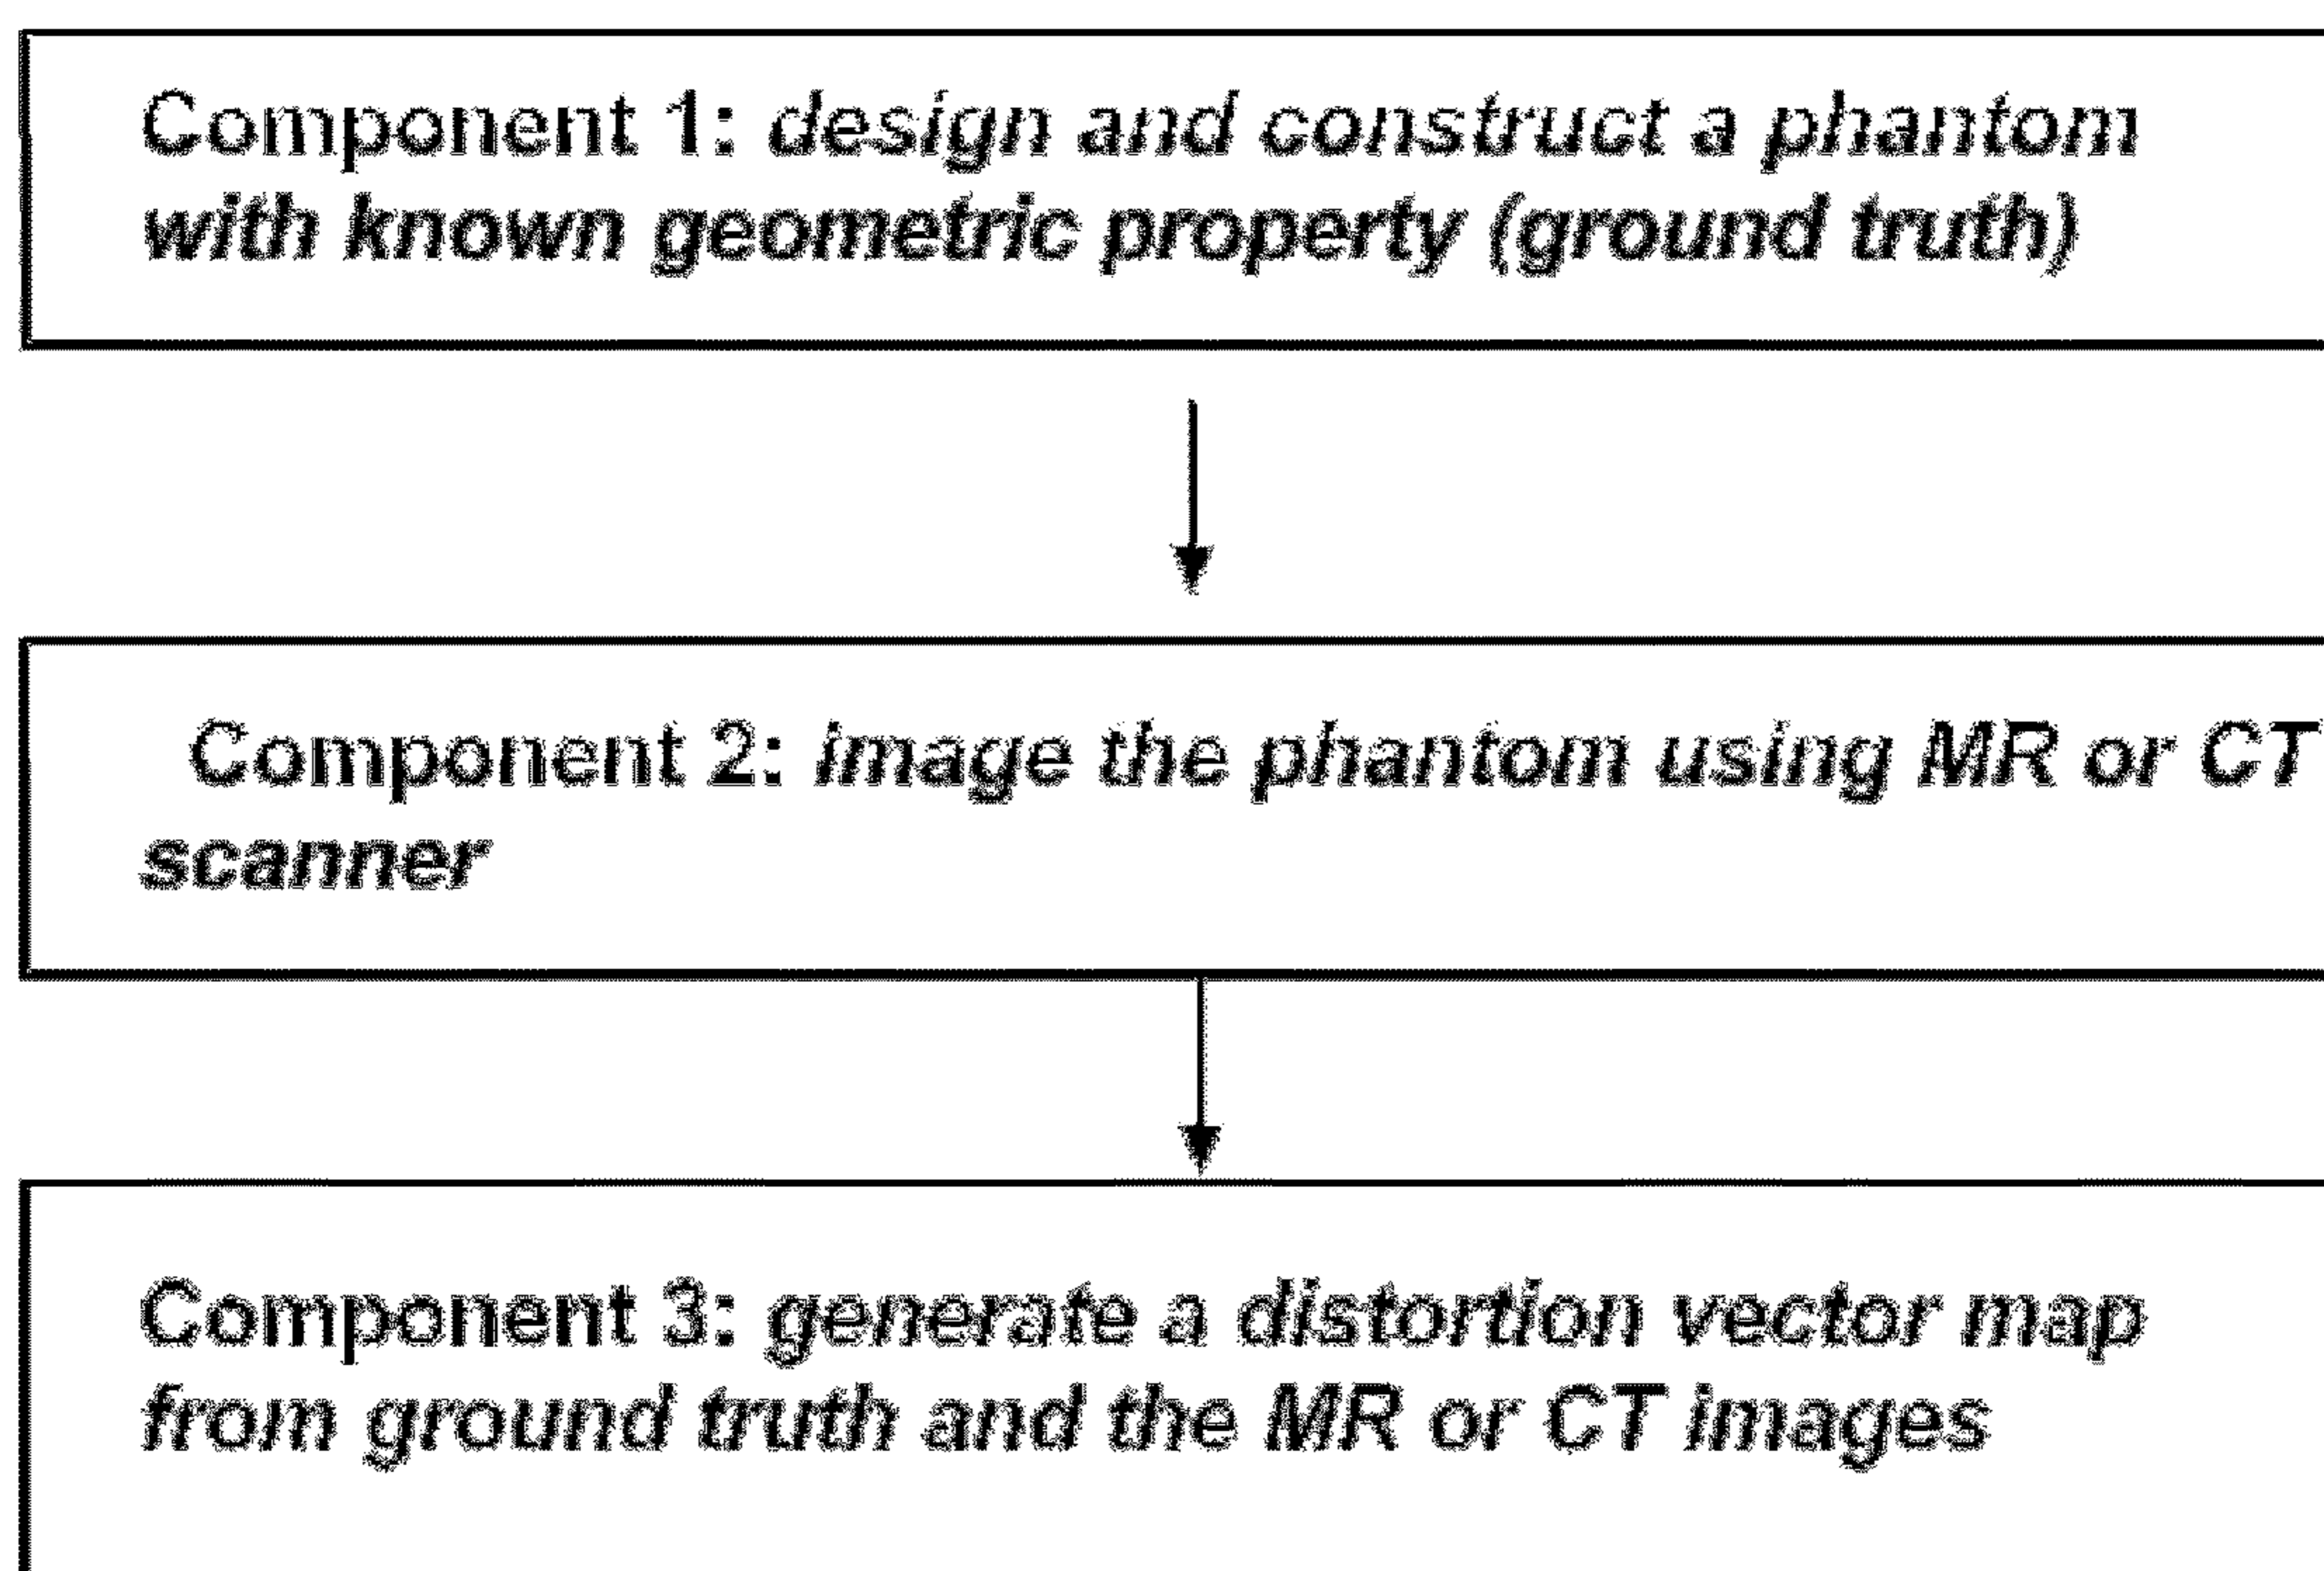 Component 1: design and construct a phantom
with known geometric property (ground truth)
Component 2: image the phantom using MR or CT
scanner
Component 3: generate a distortion vector map
from ground truth and the MR or CT images